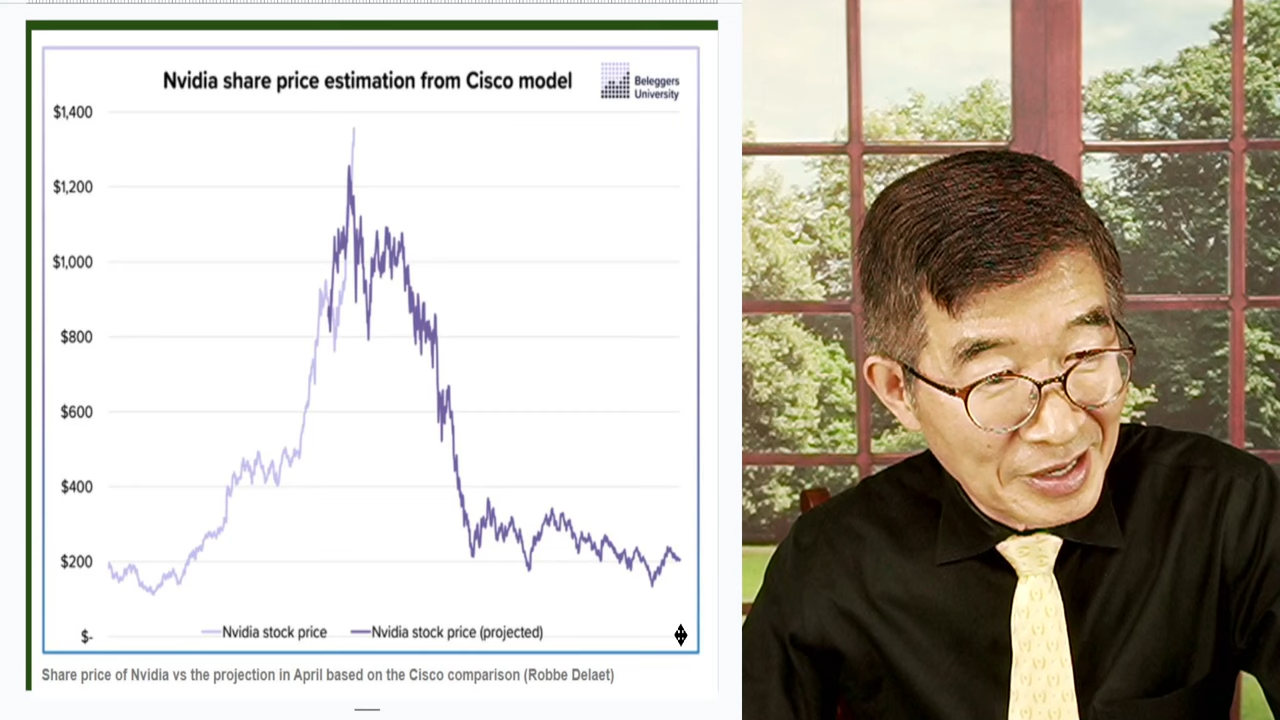 Nvidia share price estimation from Cisco model
Beleggers
University
$1,400
$1,200
$1,000
$800
$600
$400
$200
$-
Nvidia stock price
Nvidia stock price (projected)
Share price of Nvidia vs the projection in April based on the Cisco comparison (Robbe Delaet)